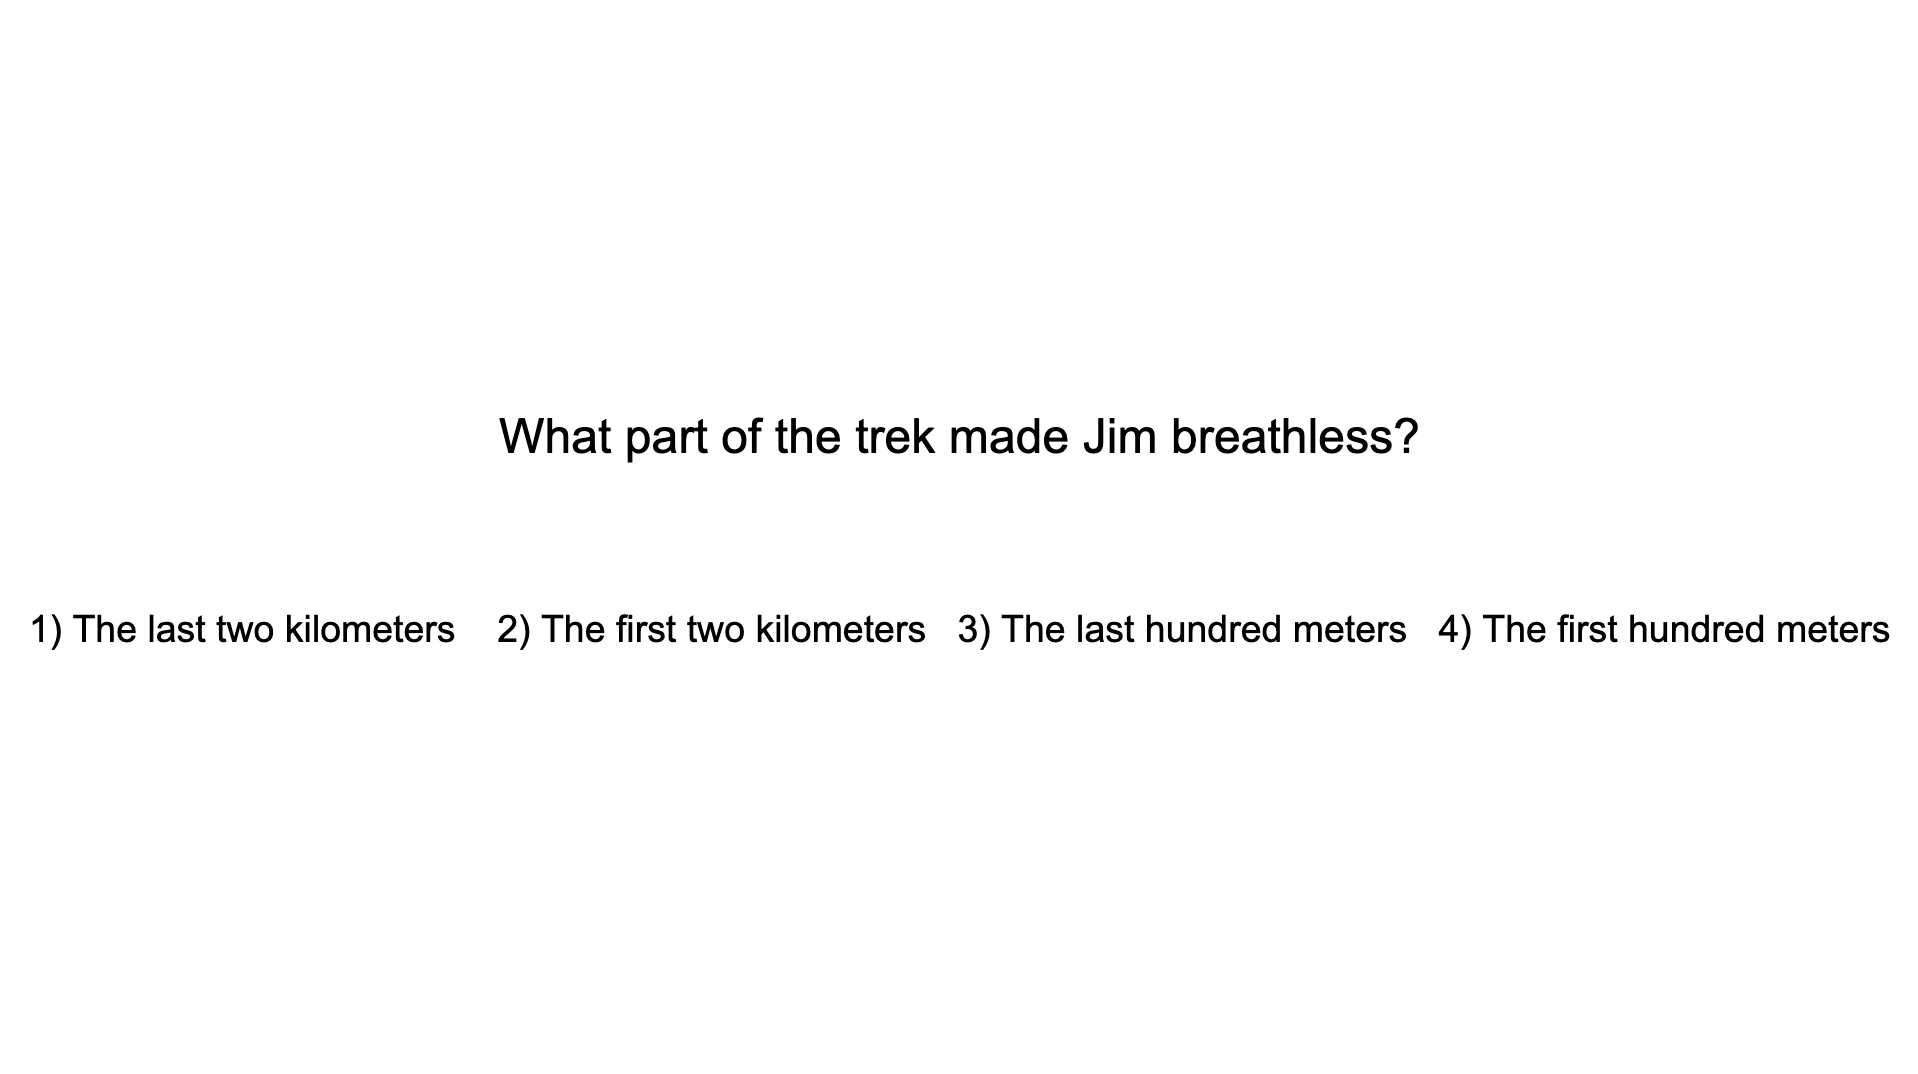 What part of the trek made Jim breathless?
1) The last two kilometers 2) The first two kilometers 3) The last hundred meters 4) The first hundred meters